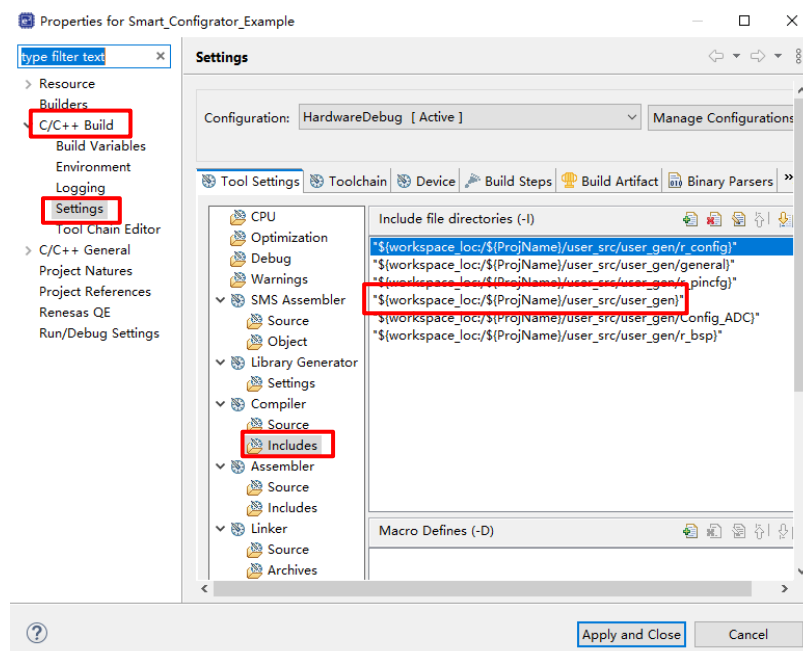 Properties for Smart_Configrator_Example
type filter text
Settings
Resource
Builders
C/C++ Build
Build Variables
Environment
Logging
Settings
Tool Chain Editor
C/C++ General
Project Natures
Project References
Renesas QE
Run/Debug Settings
Configuration: HardwareDebug [ Active ] Manage Configurations
Tool Settings Toolchain Device Build Steps Build Artifact Binary Parsers
CPU
Optimization
Debug
Warnings
SMS Assembler
Source
Object
Library Generator
Settings
Compiler
Source
Includes
Assembler
Source
Includes
Linker
Source
Archives
Include file directories (-I)
"${workspace_loc:/${ProjName}/user_src/user_gen/r_config}"
"${workspace_loc:/${ProjName}/user_src/user_gen/general}"
"${workspace_loc:/${ProjName}/user_src/user_gen/r_pincfg}"
"${workspace_loc:/${ProjName}/user_src/user_gen}"
"${workspace_loc:/${ProjName}/user_src/user_gen/Config_ADC}"
"${workspace_loc:/${ProjName}/user_src/user_gen/r_bsp}"
Macro Defines (-D)
Apply and Close Cancel